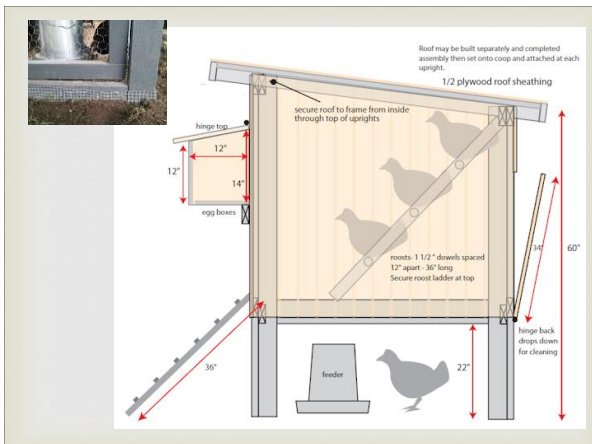 Roof may be built separately and completed
assembly then set onto coop and attached at each
upright.
1/2 plywood roof sheathing
secure roof to frame from inside
through top of uprights
hinge top
12"
12"
14"
egg boxes
roosts- 1 1/2 " dowels spaced
12" apart - 36" long
Secure roost ladder at top
34"
60"
hinge back
drops down
for cleaning
36"
feeder
22"